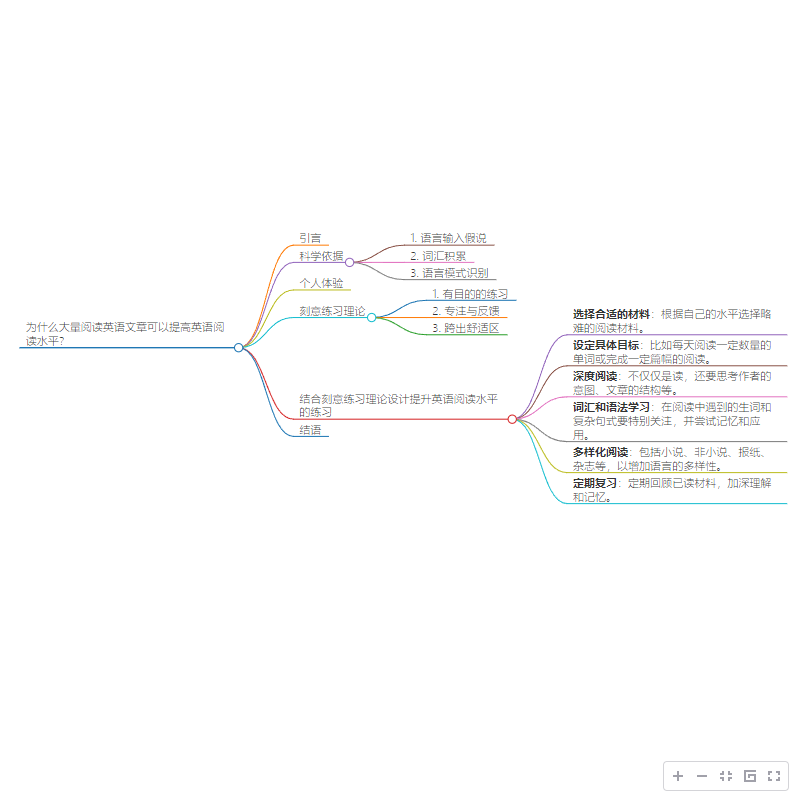 为什么大量阅读英语文章可以提高英语阅
读水平?
引言
科学依据
1. 语言输入假说
2. 词汇积累
3. 语言模式识别
个人体验
刻意练习理论
1. 有目的的练习
2. 专注与反馈
3. 跨出舒适区
结合刻意练习理论设计提升英语阅读水平
的练习
选择合适的材料：根据自己的水平选择略
难的阅读材料。
设定具体目标：比如每天阅读一定数量的
单词或完成一定篇幅的阅读。
深度阅读：不仅仅是读，还要思考作者的
意图、文章的结构等。
词汇和语法学习：在阅读中遇到的生词和
复杂句式要特别关注，并尝试记忆和应
用。
多样化阅读：包括小说、非小说、报纸、
杂志等，以增加语言的多样性。
定期复习：定期回顾已读材料，加深理解
和记忆。
结语